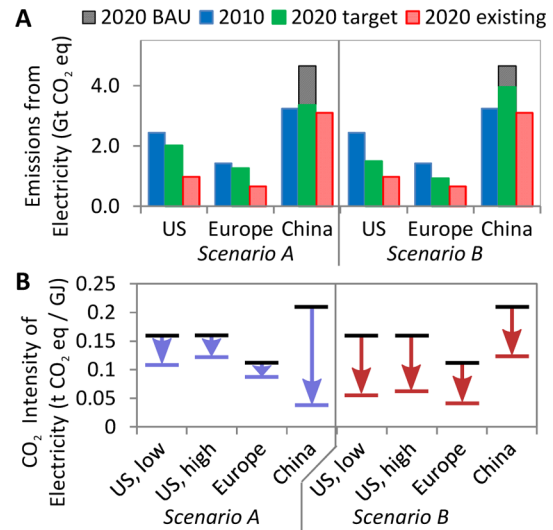 A
2020 BAU 2010 2020 target 2020 existing
Emissions from
Electricity (Gt CO2 eq)
4.0
2.0
0.0
US Europe China US Europe China
Scenario A Scenario B
B
CO2 Intensity of
Electricity (t CO2 eq / GJ)
0.25
0.2
0.15
0.1
0.05
0
US, low US, high Europe China US, low US, high Europe China
Scenario A Scenario B